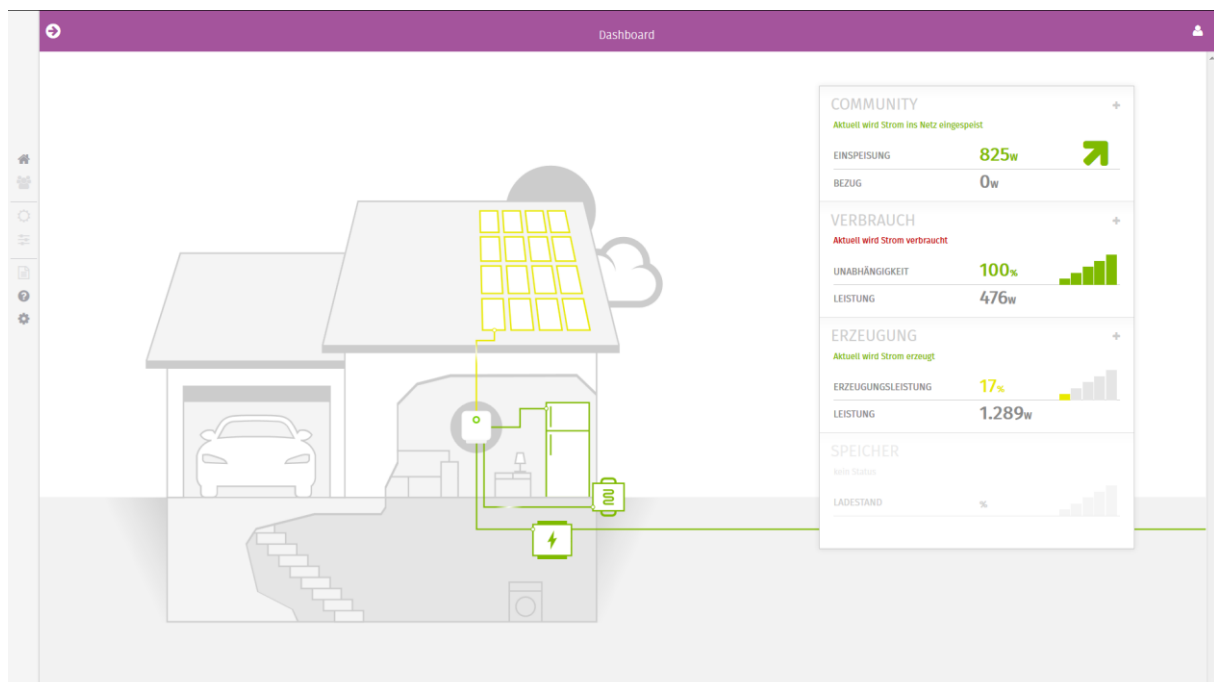 Dashboard
COMMUNITY
Aktuell wird Strom ins Netz eingespeist
EINSPEISUNG 825W
BEZUG 0W
VERBRAUCH
Aktuell wird Strom verbraucht
UNABHÄNGIGKEIT 100%
LEISTUNG 476W
ERZEUGUNG
Aktuell wird Strom erzeugt
ERZEUGUNGSLEISTUNG 17%
LEISTUNG 1.289W
SPEICHER
kein Status
LADESTAND %